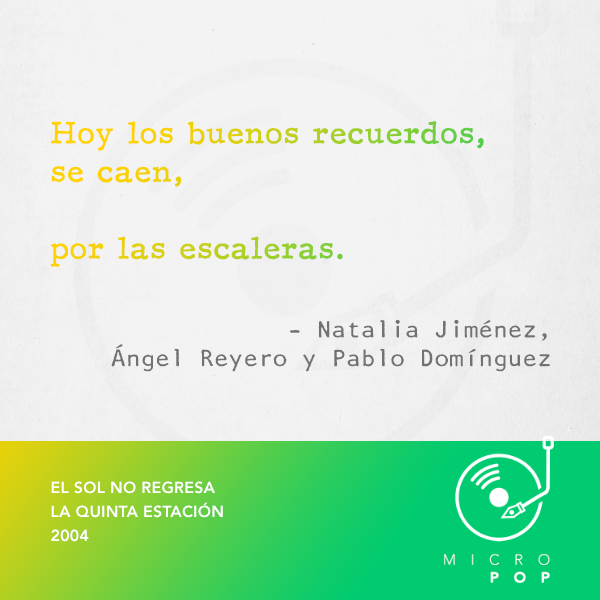 Hoy los buenos recuerdos,
se caen,
por las escaleras.
– Natalia Jiménez,
Ángel Reyero y Pablo Domínguez
EL SOL NO REGRESA
LA QUINTA ESTACIÓN
2004
MICRO
POP